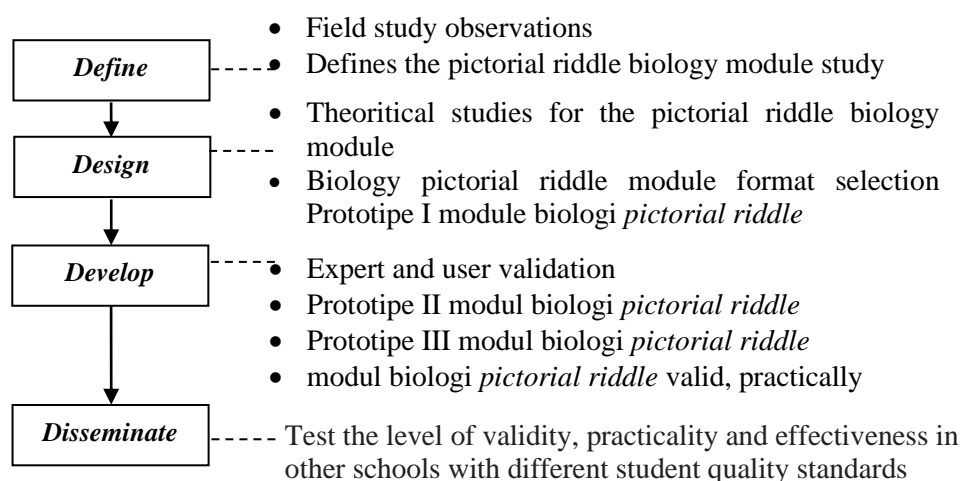 Define
• Field study observations
• Defines the pictorial riddle biology module study
Design
• Theoritical studies for the pictorial riddle biology
module
• Biology pictorial riddle module format selection
Prototipe I module biologi pictorial riddle
Develop
• Expert and user validation
• Prototipe II modul biologi pictorial riddle
• Prototipe III modul biologi pictorial riddle
• modul biologi pictorial riddle valid, practically
Disseminate
Test the level of validity, practicality and effectiveness in
other schools with different student quality standards